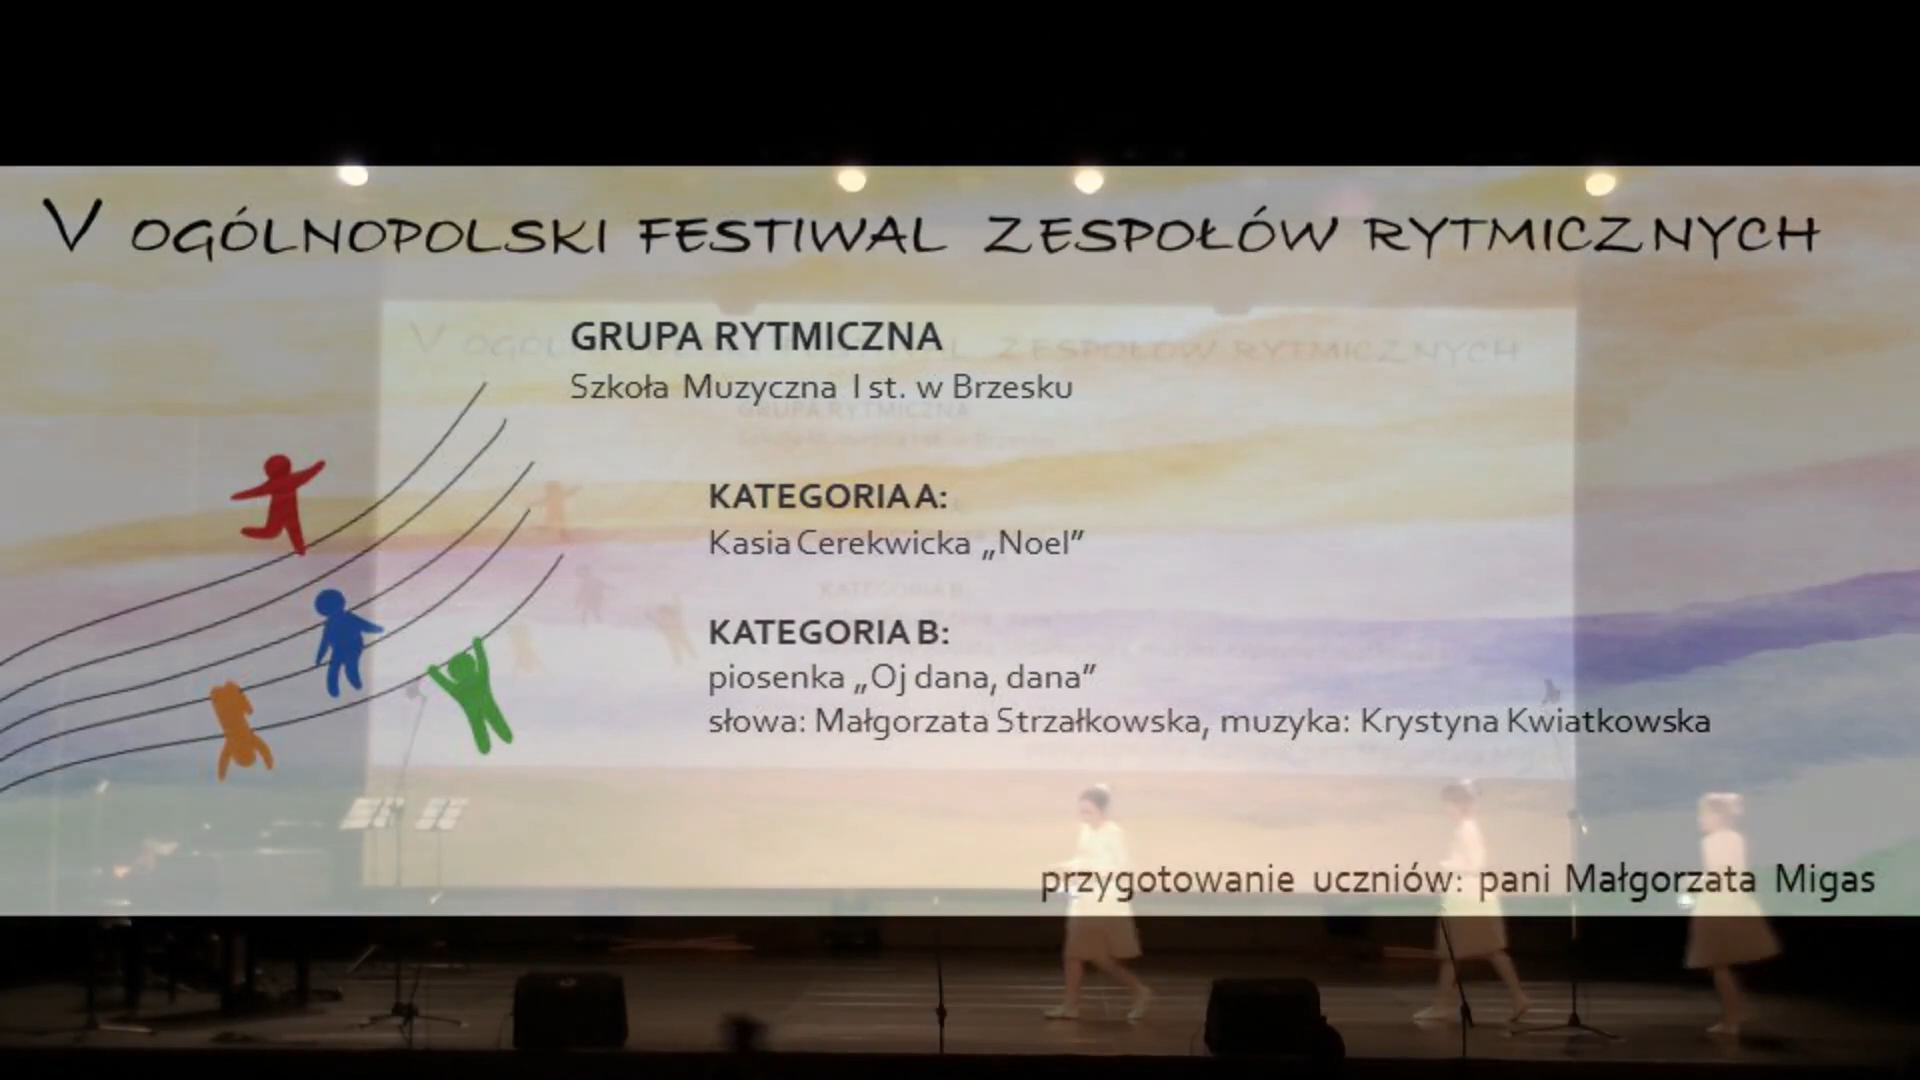 V OGÓLNOPOLSKI FESTIWAL ZESPOŁÓW RYTMICZNYCH
GRUPA RYTMICZNA
Szkoła Muzyczna I st. w Brzesku
KATEGORIA A:
Kasia Cerekwicka „Noel”
KATEGORIA B:
piosenka „Oj dana, dana”
słowa: Małgorzata Strzałkowska, muzyka: Krystyna Kwiatkowska
przygotowanie uczniów: pani Małgorzata Migas